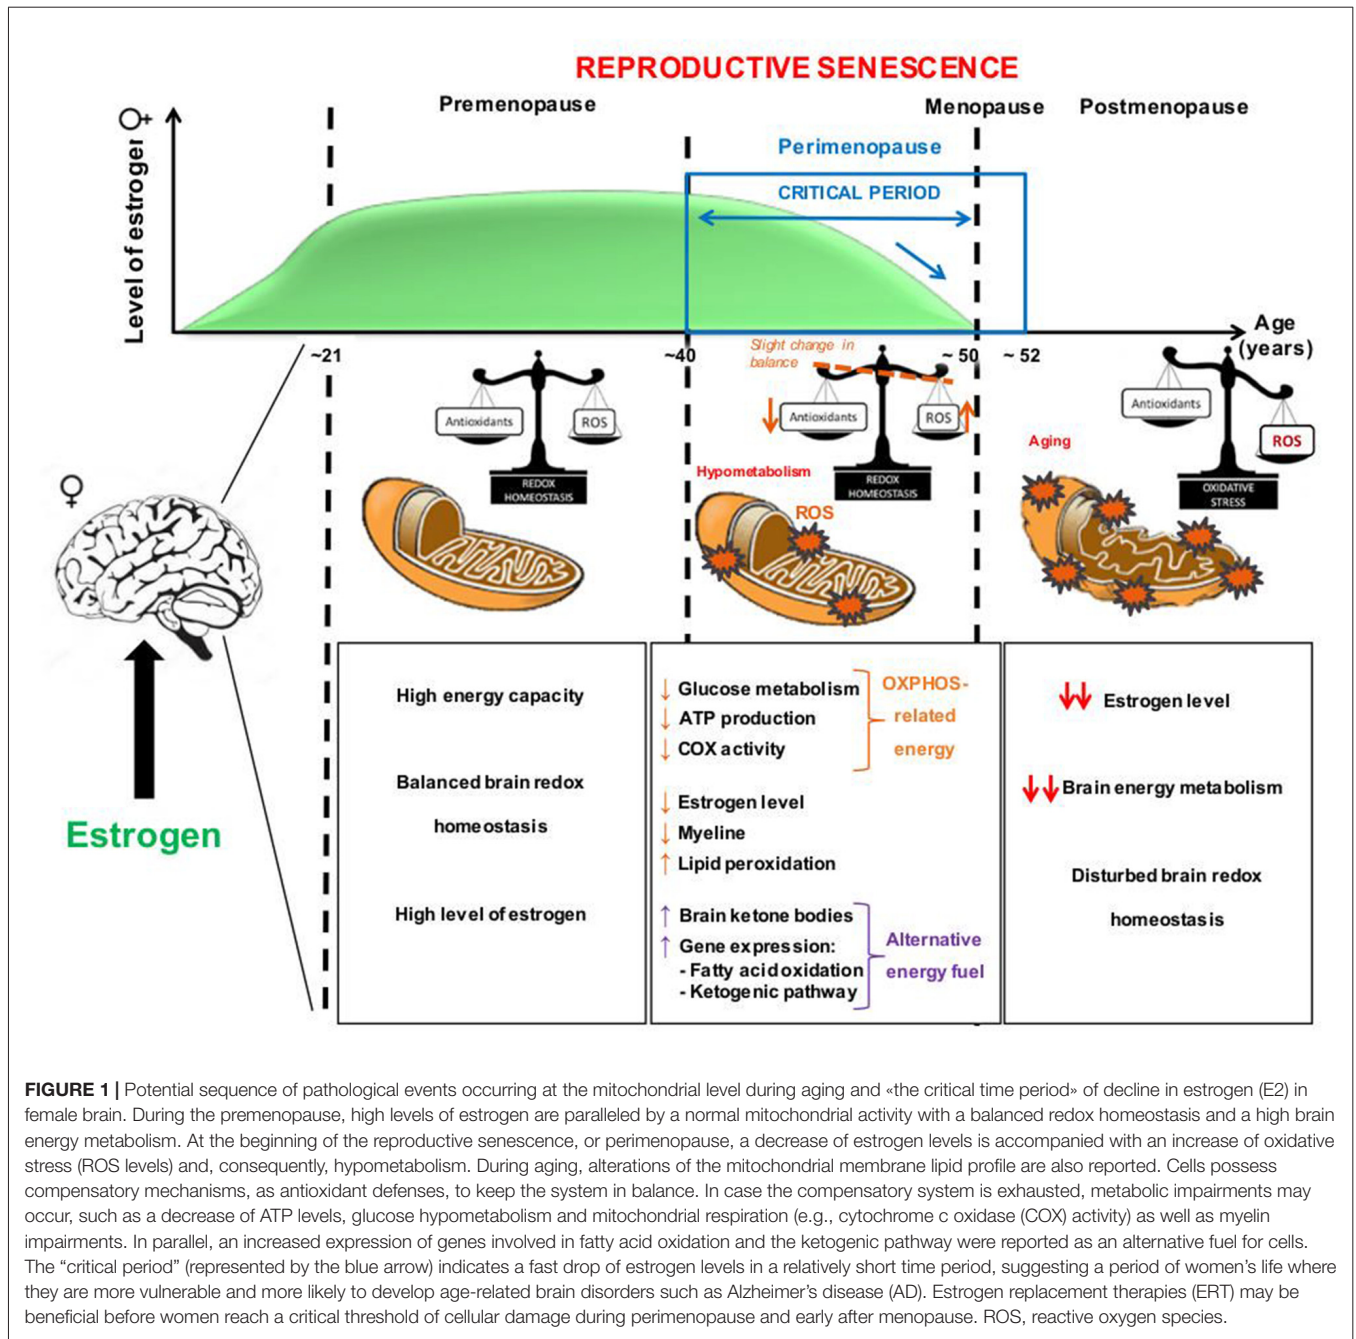 REPRODUCTIVE SENESCENCE
Premenopause
Menopause
Postmenopause
Perimenopause
CRITICAL PERIOD
Level of estroger
Age
(years)
~21
~40
~ 50
~ 52
Slight change in
balance
Antioxidants
ROS
REDOX
HOMEOSTASIS
Antioxidants
ROS
REDOX
HOMEOSTASIS
Antioxidants
ROS
OXIDATIVE
STRESS
Hypometabolism
ROS
Aging
Estrogen
High energy capacity
Balanced brain redox
homeostasis
High level of estrogen
↓ Glucose metabolism
↓ ATP production
↓ COX activity
OXPHOS-
related
energy
↓ Estrogen level
↓ Myeline
↑ Lipid peroxidation
↑ Brain ketone bodies
↑ Gene expression:
- Fatty acid oxidation
- Ketogenic pathway
Alternative
energy fuel
↓↓ Estrogen level
↓↓ Brain energy metabolism
Disturbed brain redox
homeostasis
FIGURE 1 | Potential sequence of pathological events occurring at the mitochondrial level during aging and «the critical time period» of decline in estrogen (E2) in
female brain. During the premenopause, high levels of estrogen are paralleled by a normal mitochondrial activity with a balanced redox homeostasis and a high brain
energy metabolism. At the beginning of the reproductive senescence, or perimenopause, a decrease of estrogen levels is accompanied with an increase of oxidative
stress (ROS levels) and, consequently, hypometabolism. During aging, alterations of the mitochondrial membrane lipid profile are also reported. Cells possess
compensatory mechanisms, as antioxidant defenses, to keep the system in balance. In case the compensatory system is exhausted, metabolic impairments may
occur, such as a decrease of ATP levels, glucose hypometabolism and mitochondrial respiration (e.g., cytochrome c oxidase (COX) activity) as well as myelin
impairments. In parallel, an increased expression of genes involved in fatty acid oxidation and the ketogenic pathway were reported as an alternative fuel for cells.
The “critical period” (represented by the blue arrow) indicates a fast drop of estrogen levels in a relatively short time period, suggesting a period of women’s life where
they are more vulnerable and more likely to develop age-related brain disorders such as Alzheimer’s disease (AD). Estrogen replacement therapies (ERT) may be
beneficial before women reach a critical threshold of cellular damage during perimenopause and early after menopause. ROS, reactive oxygen species.